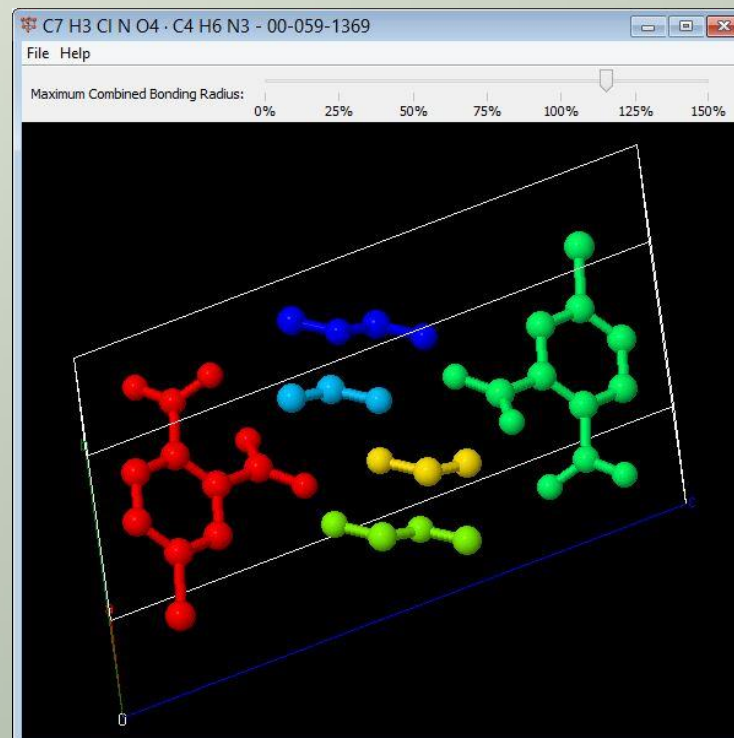 C7 H3 Cl N O4 · C4 H6 N3 - 00-059-1369
File Help
Maximum Combined Bonding Radius:
0% 25% 50% 75% 100% 125% 150%
c
O